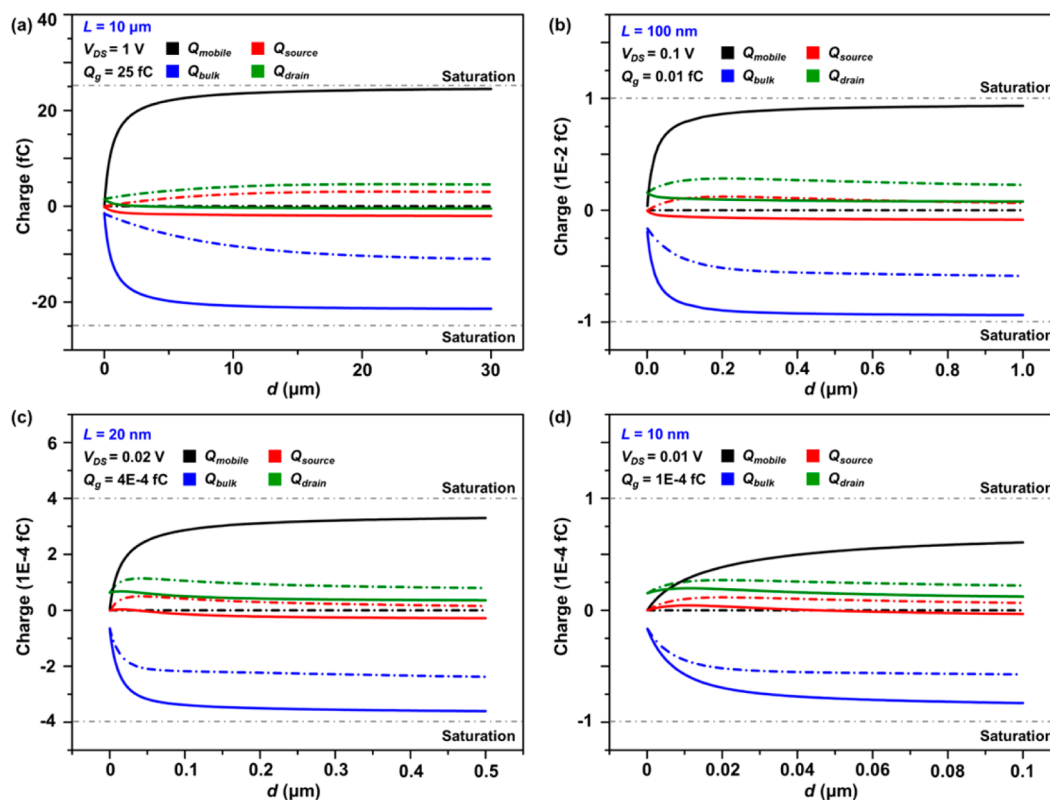 (a)
L = 10 μm
V_DS = 1 V
Q_g = 25 fC
Q_mobile
Q_source
Q_bulk
Q_drain
Saturation
Saturation
Charge (fC)
40
20
0
-20
0
10
20
30
d (μm)
(b)
L = 100 nm
V_DS = 0.1 V
Q_g = 0.01 fC
Q_mobile
Q_source
Q_bulk
Q_drain
Saturation
Saturation
Charge (1E-2 fC)
1
0
-1
0.0
0.2
0.4
0.6
0.8
1.0
d (μm)
(c)
L = 20 nm
V_DS = 0.02 V
Q_g = 4E-4 fC
Q_mobile
Q_source
Q_bulk
Q_drain
Saturation
Saturation
Charge (1E-4 fC)
6
4
2
0
-2
-4
0
0.1
0.2
0.3
0.4
0.5
d (μm)
(d)
L = 10 nm
V_DS = 0.01 V
Q_g = 1E-4 fC
Q_mobile
Q_source
Q_bulk
Q_drain
Saturation
Saturation
Charge (1E-4 fC)
1
0
-1
0
0.02
0.04
0.06
0.08
0.1
d (μm)